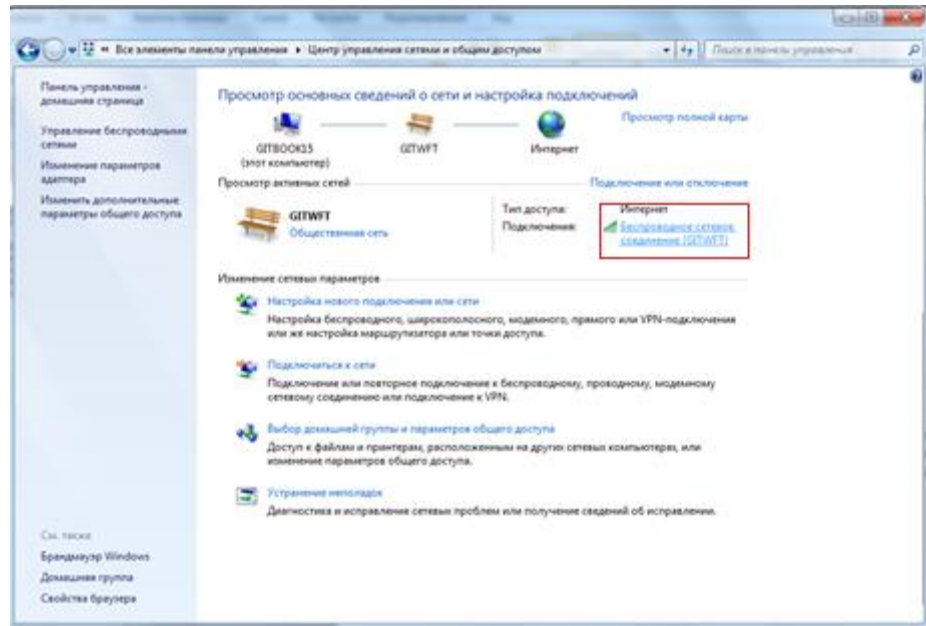 Все элементы панели управления ▸ Центр управления сетями и общим доступом
Поиск в панели управления
Панель управления -
домашняя страница
Управление беспроводными
сетями
Изменение параметров
адаптера
Изменить дополнительные
параметры общего доступа
Просмотр основных сведений о сети и настройка подключений
Просмотр полной карты
GITBOOK15
(этот компьютер)
GITWFT
Интернет
Просмотр активных сетей
Подключение или отключение
GITWFT
Общественная сеть
Тип доступа: Интернет
Подключения: Беспроводное сетевое
соединение (GITWFT)
Изменение сетевых параметров
Настройка нового подключения или сети
Настройка беспроводного, широкополосного, модемного, прямого или VPN-подключения
или же настройка маршрутизатора или точки доступа.
Подключиться к сети
Подключение или повторное подключение к беспроводному, проводному, модемному
сетевому соединению или подключение к VPN.
Выбор домашней группы и параметров общего доступа
Доступ к файлам и принтерам, расположенным на других сетевых компьютерах, или
изменение параметров общего доступа.
Устранение неполадок
Диагностика и исправление сетевых проблем или получение сведений об исправлении.
См. также
Брандмауэр Windows
Домашняя группа
Свойства браузера